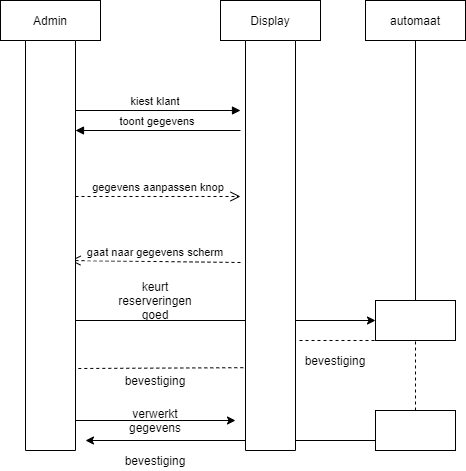 Admin
Display
automaat
kiest klant
toont gegevens
gegevens aanpassen knop
gaat naar gegevens scherm
keurt
reserveringen
goed
bevestiging
bevestiging
verwerkt
gegevens
bevestiging